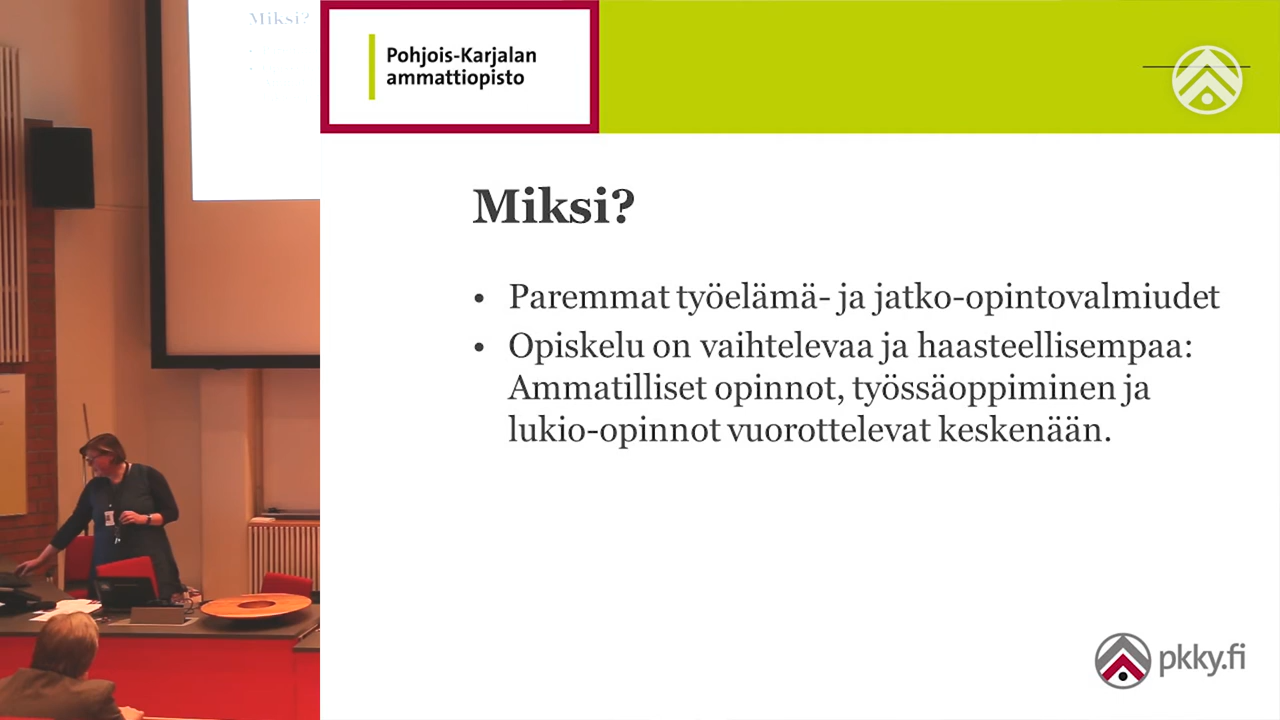 Miksi?
Pohjois-Karjalan
ammattiopisto
Miksi?
• Paremmat työelämä- ja jatko-opintovalmiudet
• Opiskelu on vaihtelevaa ja haasteellisempaa:
Ammatilliset opinnot, työssäoppiminen ja
lukio-opinnot vuorottelevat keskenään.
pkky.fi